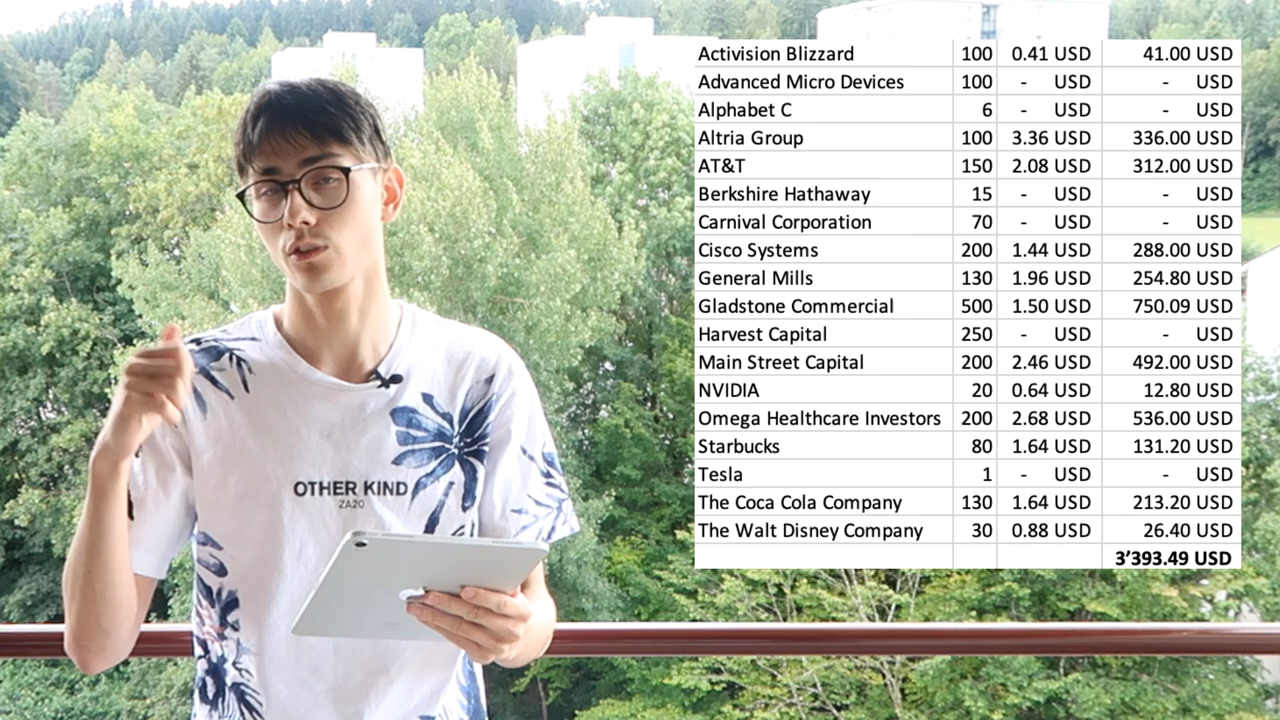 Activision Blizzard 100 0.41 USD 41.00 USD
Advanced Micro Devices 100 - USD - USD
Alphabet C 6 - USD - USD
Altria Group 100 3.36 USD 336.00 USD
AT&T 150 2.08 USD 312.00 USD
Berkshire Hathaway 15 - USD - USD
Carnival Corporation 70 - USD - USD
Cisco Systems 200 1.44 USD 288.00 USD
General Mills 130 1.96 USD 254.80 USD
Gladstone Commercial 500 1.50 USD 750.09 USD
Harvest Capital 250 - USD - USD
Main Street Capital 200 2.46 USD 492.00 USD
NVIDIA 20 0.64 USD 12.80 USD
Omega Healthcare Investors 200 2.68 USD 536.00 USD
Starbucks 80 1.64 USD 131.20 USD
Tesla 1 - USD - USD
The Coca Cola Company 130 1.64 USD 213.20 USD
The Walt Disney Company 30 0.88 USD 26.40 USD
3’393.49 USD
OTHER KIND
ZA20